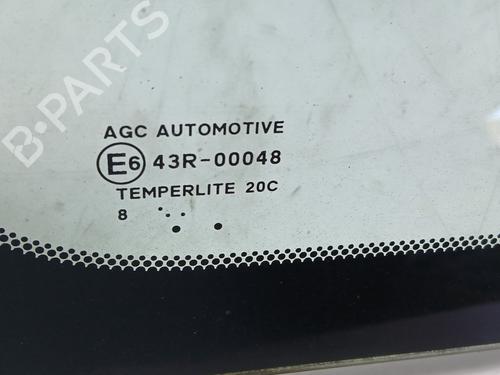 B-PARTS
AGC AUTOMOTIVE
E6 43R-00048
TEMPERLITE 20C
8